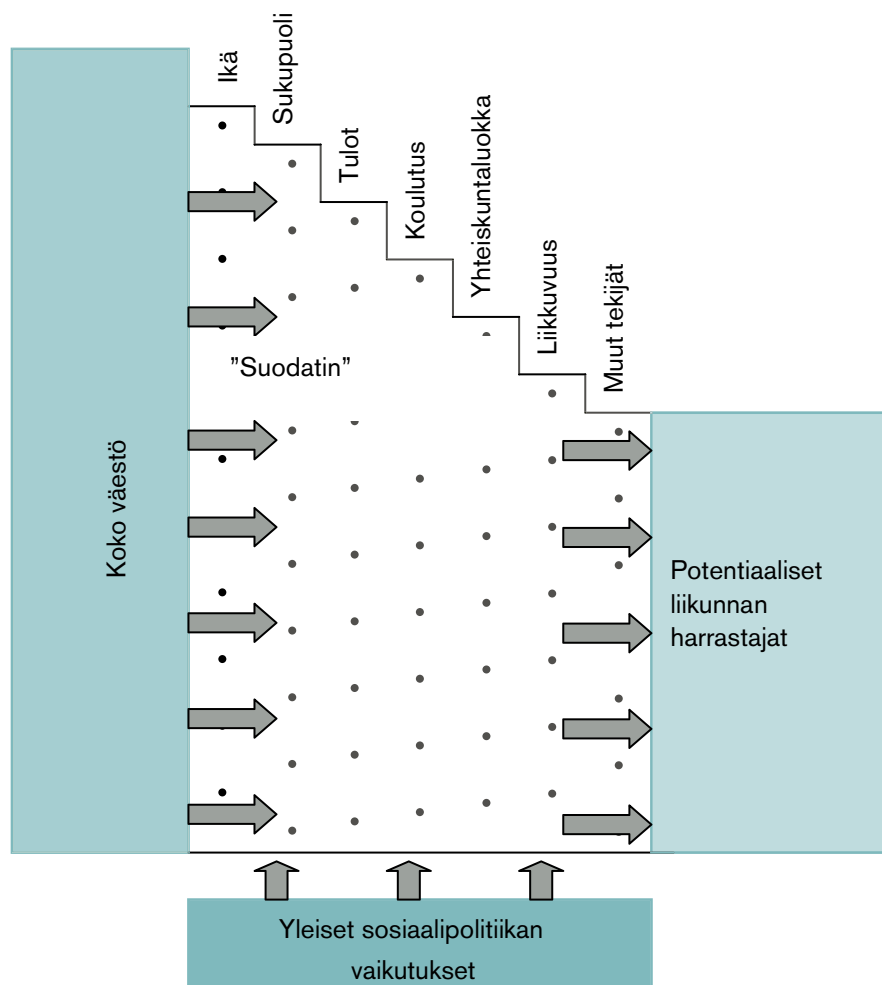 Ikä
Sukupuoli
Tulot
Koulutus
Yhteiskuntaluokka
Liikkuvuus
Muut tekijät
”Suodatin”
Koko väestö
Potentiaaliset
liikunnan
harrastajat
Yleiset sosiaalipolitiikan
vaikutukset